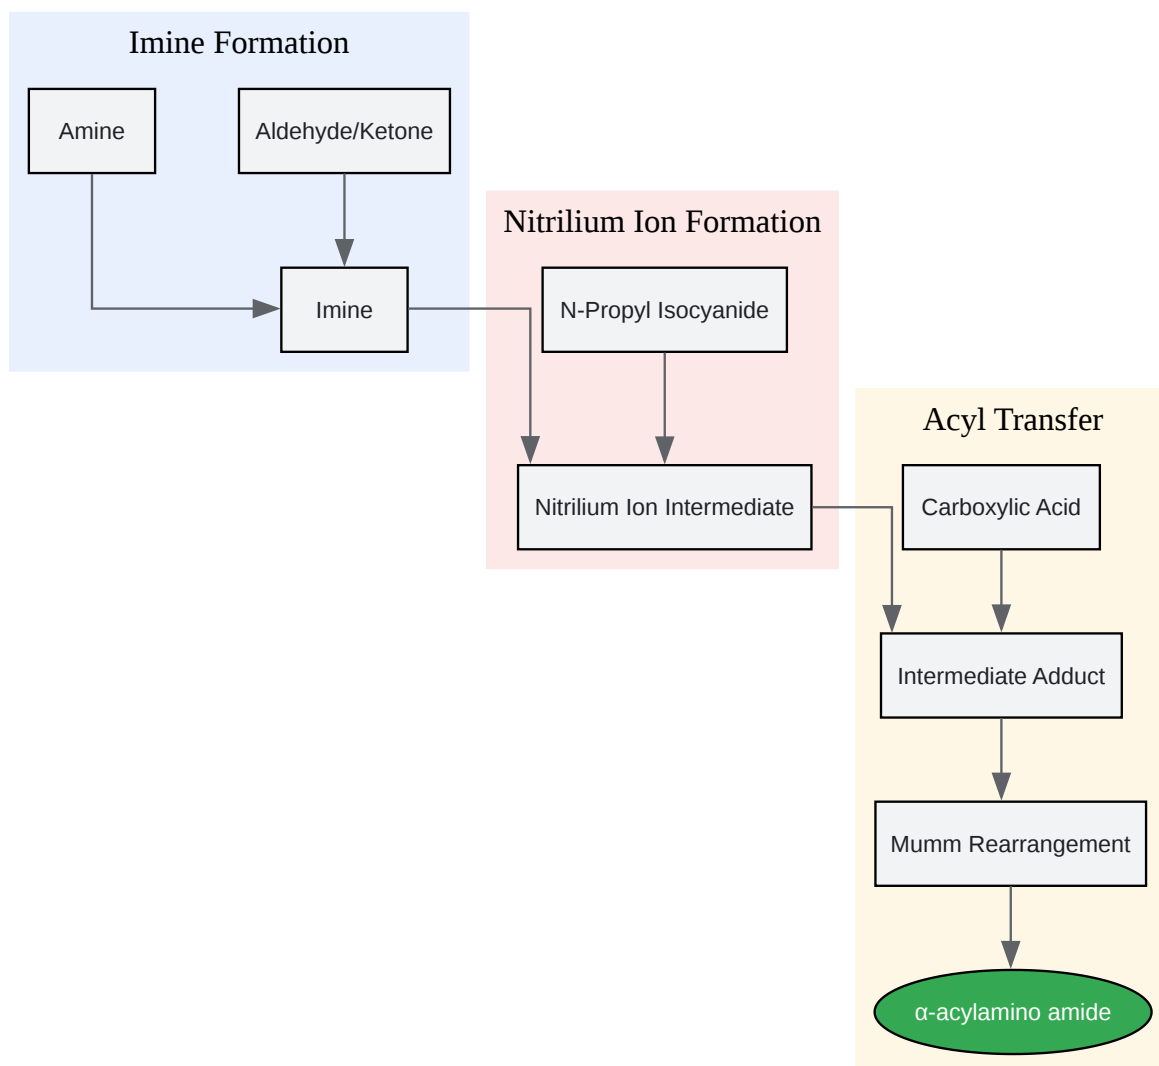 Imine Formation
Amine
Aldehyde/Ketone
Imine
Nitrilium Ion Formation
N-Propyl Isocyanide
Nitrilium Ion Intermediate
Acyl Transfer
Carboxylic Acid
Intermediate Adduct
Mumm Rearrangement
α-acylamino amide